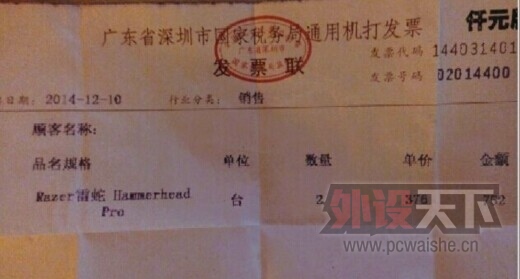 广东省深圳市国家税务局通用机打发票
仟元
发票联
发票代码 144031401
发票号码 02014400
日期: 2014-12-10 行业分类: 销售
顾客名称:
品名规格 单位 数量 单价 金额
Razer雷蛇 Hammerhead 台 2 376 752
Pro
外设天下
www.pcwaishe.cn